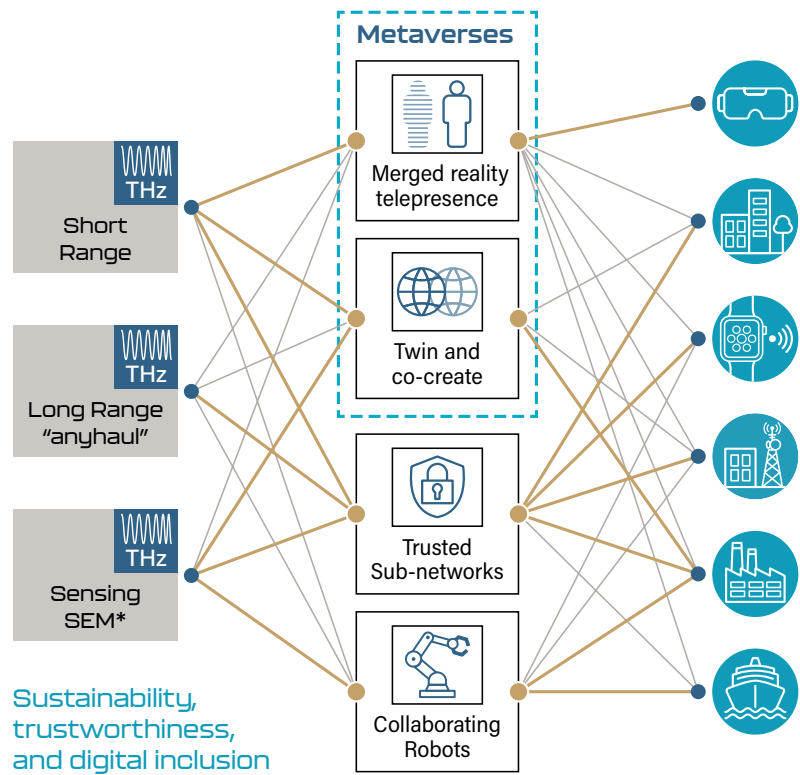 Metaverses
Merged reality
telepresence
Twin and
co-create
Trusted
Sub-networks
Collaborating
Robots
THz
Short
Range
THz
Long Range
“anyhaul”
THz
Sensing
SEM*
Sustainability,
trustworthiness,
and digital inclusion